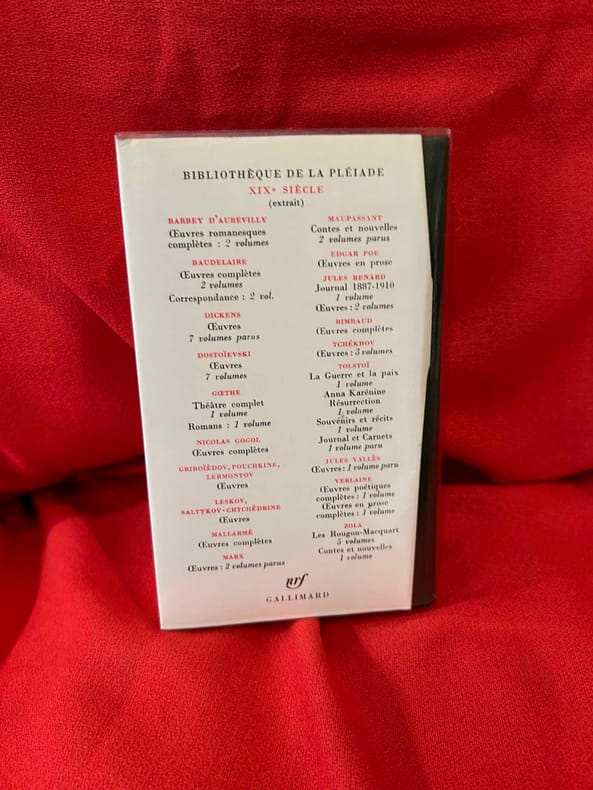 BIBLIOTHÈQUE DE LA PLÉIADE
XIXe SIÈCLE
(extrait)
BARBEY D'AUREVILLY
Œuvres romanesques
complètes : 2 volumes
BAUDELAIRE
Œuvres complètes
2 volumes
Correspondance : 2 vol.
DICKENS
Œuvres
7 volumes parus
DOSTOÏEVSKI
Œuvres
7 volumes
GŒTHE
Théâtre complet
1 volume
Romans : 1 volume
NICOLAS GOGOL
Œuvres complètes
GRIBOÏÉDOV, POUCHKINE,
LERMONTOV
Œuvres
LESKOV,
SALTYKOV-CHTCHÉDRINE
Œuvres
MALLARMÉ
Œuvres complètes
MARX
Œuvres : 2 volumes parus
MAUPASSANT
Contes et nouvelles
2 volumes parus
EDGAR POE
Œuvres en prose
JULES RENARD
Journal 1887-1910
1 volume
Œuvres : 2 volumes
RIMBAUD
Œuvres complètes
TCHÉKHOV
Œuvres : 3 volumes
TOLSTOÏ
La Guerre et la paix
1 volume
Anna Karénine
Résurrection
1 volume
Souvenirs et récits
1 volume
Journal et Carnets
1 volume paru
JULES VALLÈS
Œuvres : 1 volume paru
VERLAINE
Œuvres poétiques
complètes : 1 volume
Œuvres en prose
complètes : 1 volume
ZOLA
Les Rougon-Macquart
5 volumes
Contes et nouvelles
1 volume
nrf
GALLIMARD